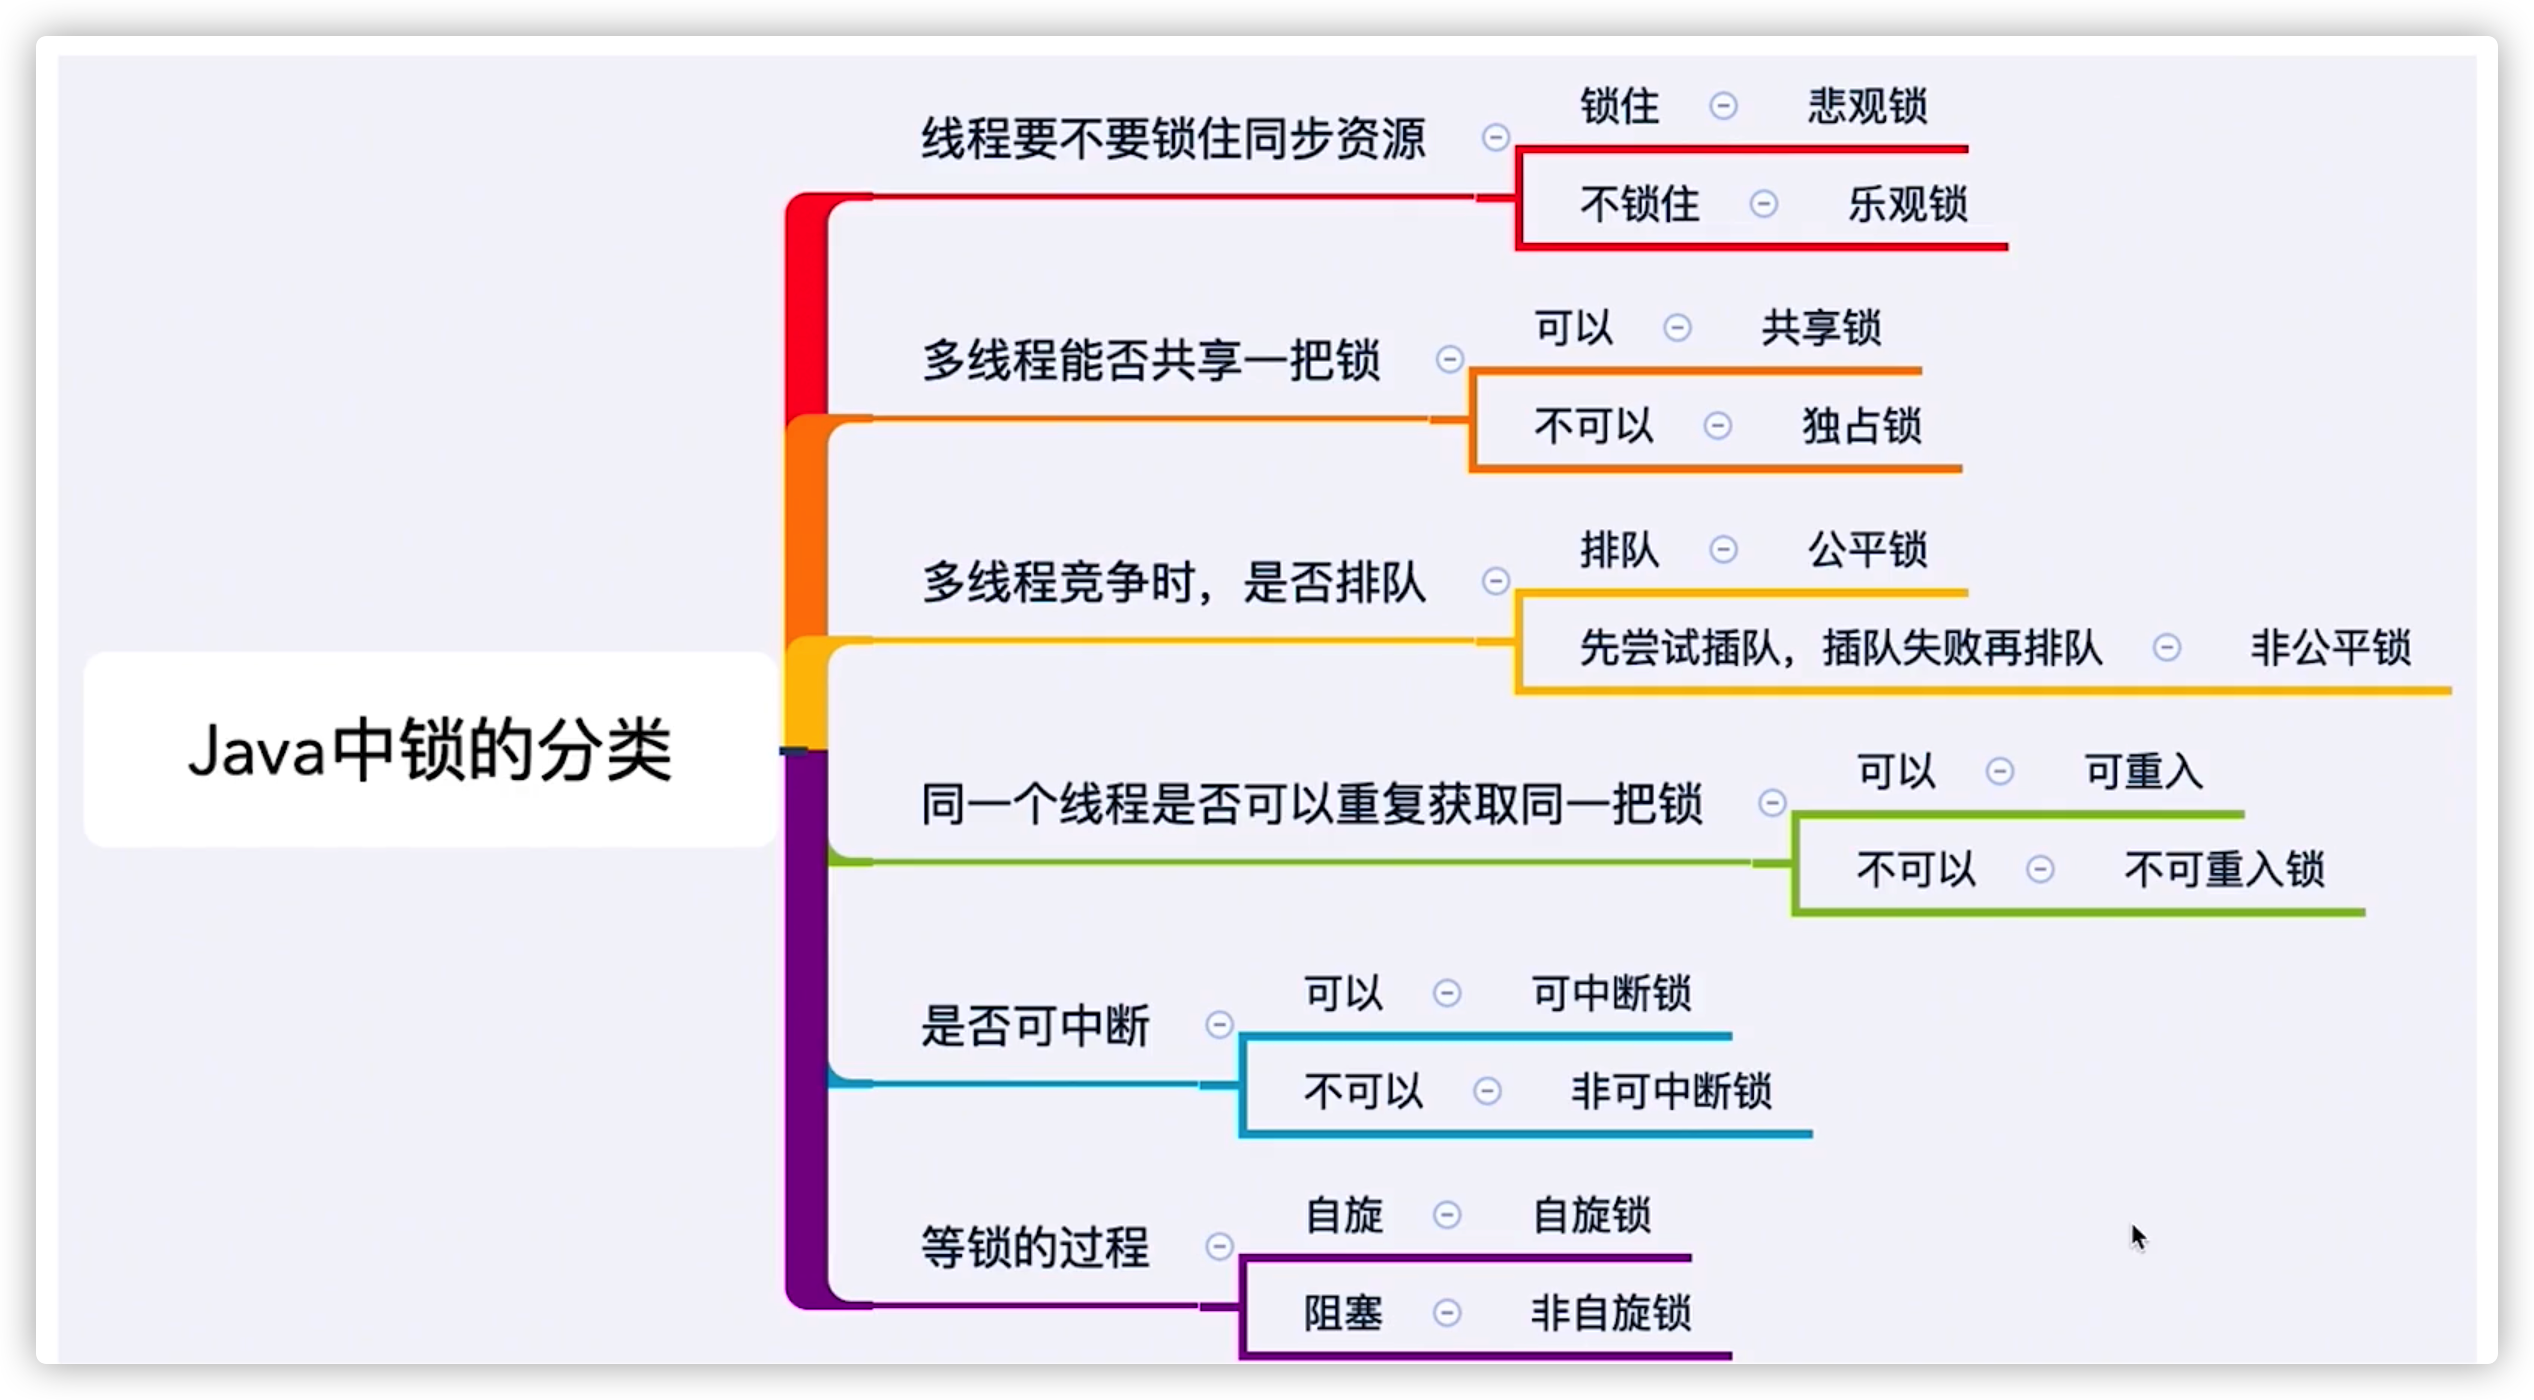 Java中锁的分类
线程要不要锁住同步资源
锁住
悲观锁
不锁住
乐观锁
多线程能否共享一把锁
可以
共享锁
不可以
独占锁
多线程竞争时，是否排队
排队
公平锁
先尝试插队，插队失败再排队
非公平锁
同一个线程是否可以重复获取同一把锁
可以
可重入
不可以
不可重入锁
是否可中断
可以
可中断锁
不可以
非可中断锁
等锁的过程
自旋
自旋锁
阻塞
非自旋锁